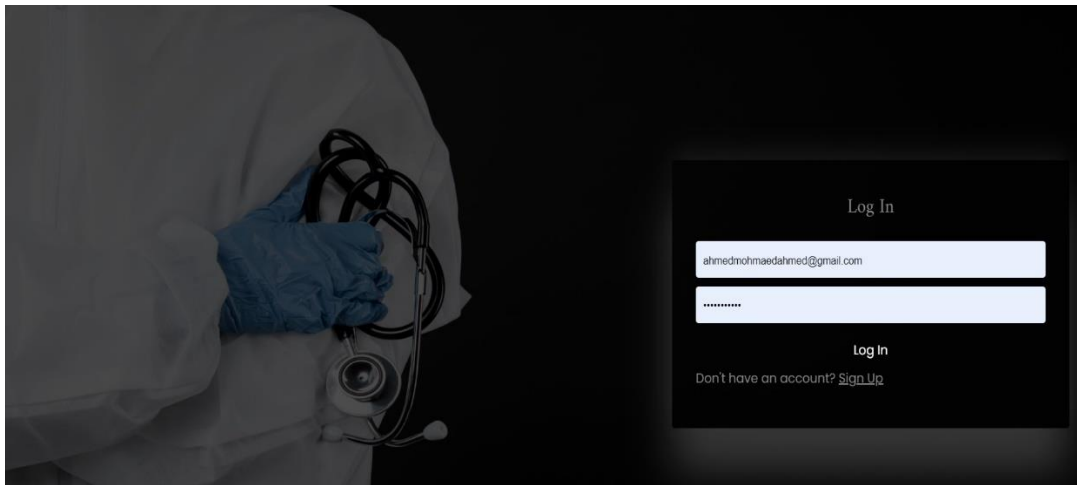 Log In
ahmedmohmaedahmed@gmail.com
•••••••••••
Log In
Don't have an account? Sign Up